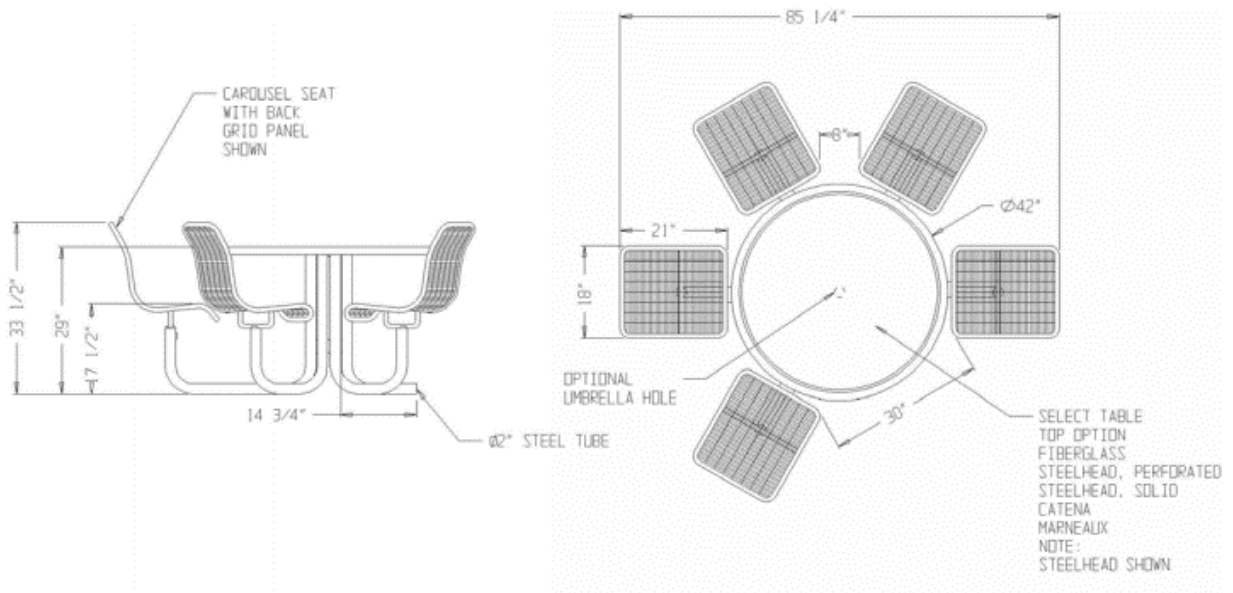 85 1/4"
CAROUSEL SEAT
WITH BACK
GRID PANEL
SHOWN
8"
Ø42"
21"
18"
33 1/2"
29"
17 1/2"
14 3/4"
Ø2" STEEL TUBE
OPTIONAL
UMBRELLA HOLE
30"
SELECT TABLE
TOP OPTION
FIBERGLASS
STEELHEAD, PERFORATED
STEELHEAD, SOLID
CATENA
MARNEAUX
NOTE:
STEELHEAD SHOWN